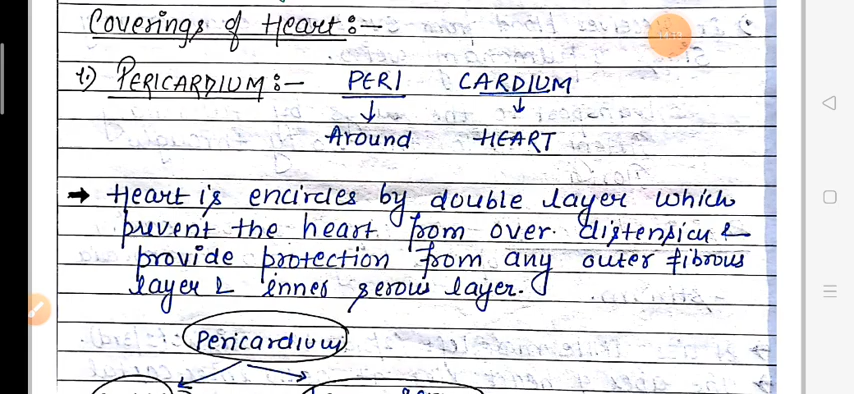 Coverings of Heart :-
1.) PERICARDIUM :- PERI CARDIUM
Around HEART
→ Heart is encircles by double layer which
prevent the heart from over distension &
provide protection from any outer fibrous
layer & inner serous layer.
Pericardium